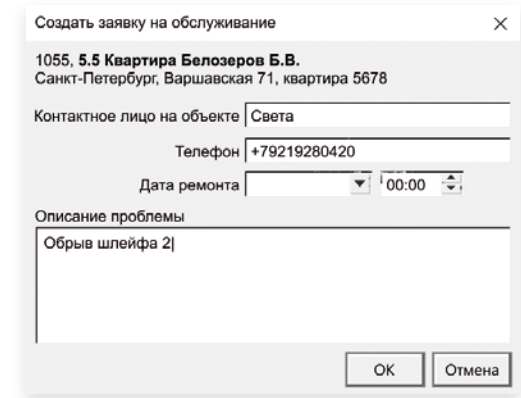 Создать заявку на обслуживание
1055, 5.5 Квартира Белозеров Б.В.
Санкт-Петербург, Варшавская 71, квартира 5678
Контактное лицо на объекте Света
Телефон +79219280420
Дата ремонта 00:00
Описание проблемы
Обрыв шлейфа 2
ОК Отмена